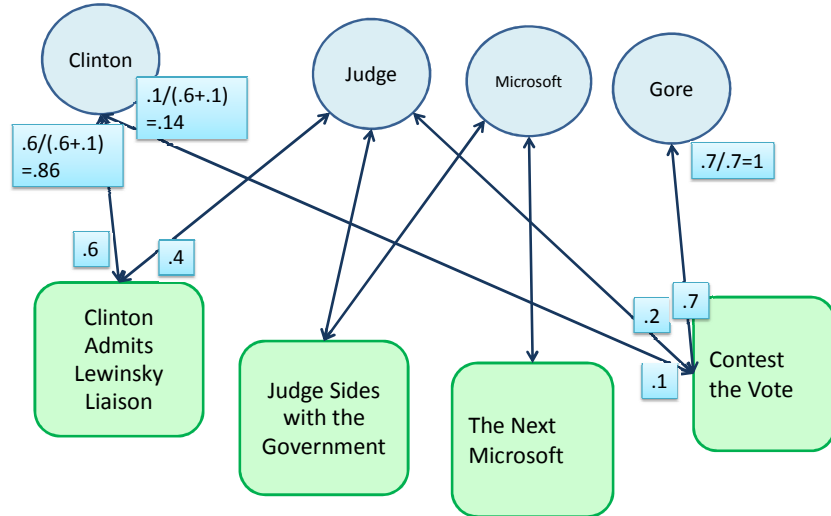 Clinton
Judge
Microsoft
Gore
.1/(.6+.1)
=.14
.6/(.6+.1)
=.86
.7/.7=1
.6
.4
.2
.7
.1
Clinton
Admits
Lewinsky
Liaison
Judge Sides
with the
Government
The Next
Microsoft
Contest
the Vote